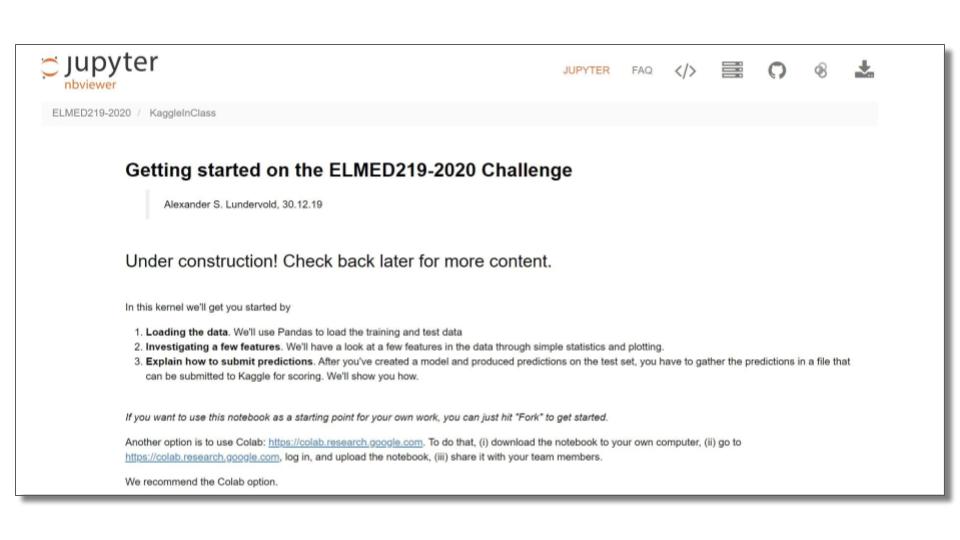 jupyter
nbviewer
JUPYTER FAQ </>
ELMED219-2020 / KaggleInClass
Getting started on the ELMED219-2020 Challenge
Alexander S. Lundervold, 30.12.19
Under construction! Check back later for more content.
In this kernel we'll get you started by
1. Loading the data. We'll use Pandas to load the training and test data
2. Investigating a few features. We'll have a look at a few features in the data through simple statistics and plotting.
3. Explain how to submit predictions. After you've created a model and produced predictions on the test set, you have to gather the predictions in a file that
can be submitted to Kaggle for scoring. We'll show you how.
If you want to use this notebook as a starting point for your own work, you can just hit "Fork" to get started.
Another option is to use Colab: https://colab.research.google.com. To do that, (i) download the notebook to your own computer, (ii) go to
https://colab.research.google.com, log in, and upload the notebook, (iii) share it with your team members.
We recommend the Colab option.